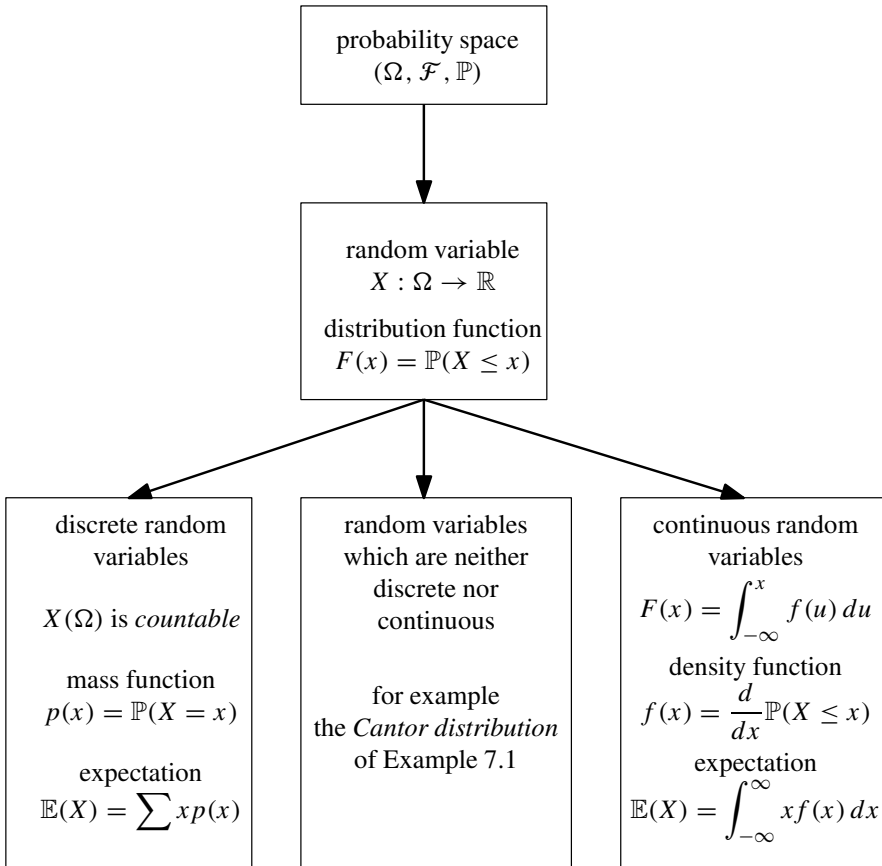 probability space
(Ω, ℱ, ℙ)
random variable
X : Ω → ℝ
distribution function
F(x) = ℙ(X ≤ x)
discrete random
variables
X(Ω) is countable
mass function
p(x) = ℙ(X = x)
expectation
𝔼(X) = ∑ xp(x)
random variables
which are neither
discrete nor
continuous
for example
the Cantor distribution
of Example 7.1
continuous random
variables
F(x) = ∫_{−∞}^{x} f(u) du
density function
f(x) = d/dx ℙ(X ≤ x)
expectation
𝔼(X) = ∫_{−∞}^{∞} xf(x) dx